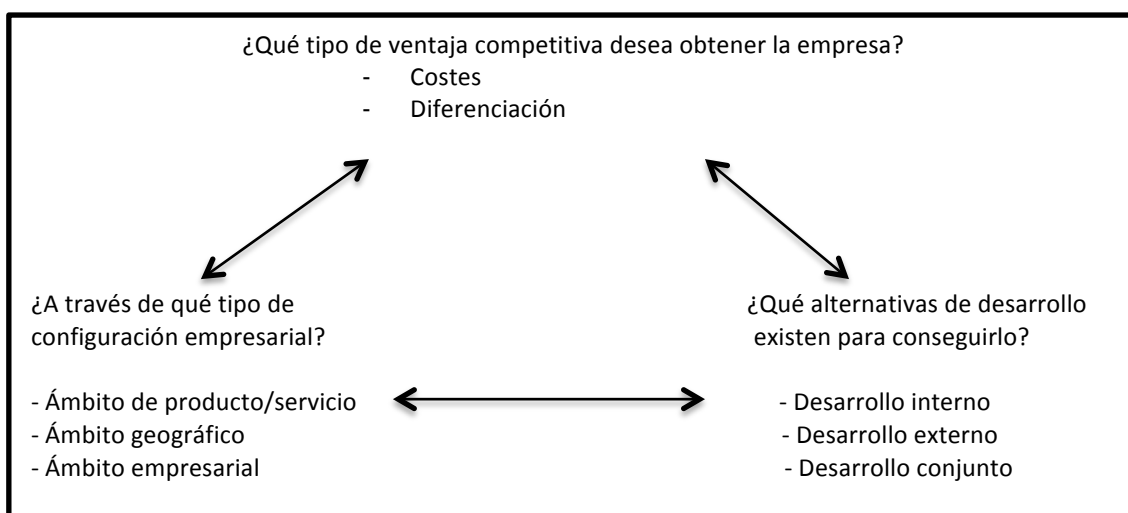 ¿Qué tipo de ventaja competitiva desea obtener la empresa?
- Costes
- Diferenciación
¿A través de qué tipo de
configuración empresarial?
- Ámbito de producto/servicio
- Ámbito geográfico
- Ámbito empresarial
¿Qué alternativas de desarrollo
existen para conseguirlo?
- Desarrollo interno
- Desarrollo externo
- Desarrollo conjunto